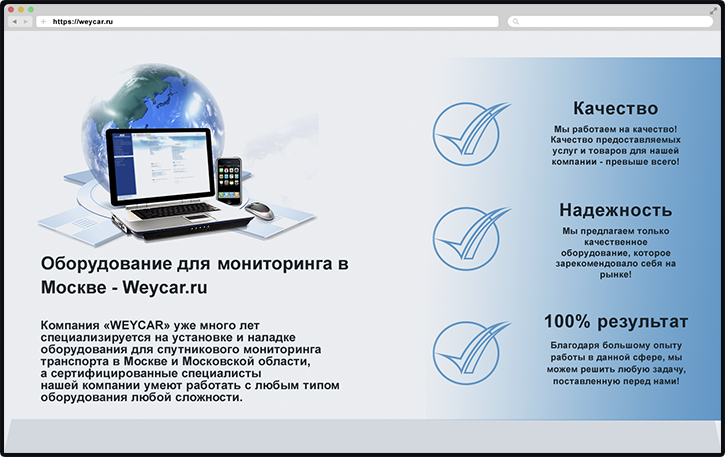 https://weycar.ru
Оборудование для мониторинга в
Москве - Weycar.ru
Компания «WEYCAR» уже много лет
специализируется на установке и наладке
оборудования для спутникового мониторинга
транспорта в Москве и Московской области,
а сертифицированные специалисты
нашей компании умеют работать с любым типом
оборудования любой сложности.
Качество
Мы работаем на качество!
Качество предоставляемых
услуг и товаров для нашей
компании - превыше всего!
Надежность
Мы предлагаем только
качественное
оборудование, которое
зарекомендовало себя на
рынке!
100% результат
Благодаря большому опыту
работы в данной сфере, мы
можем решить любую задачу,
поставленную перед нами!